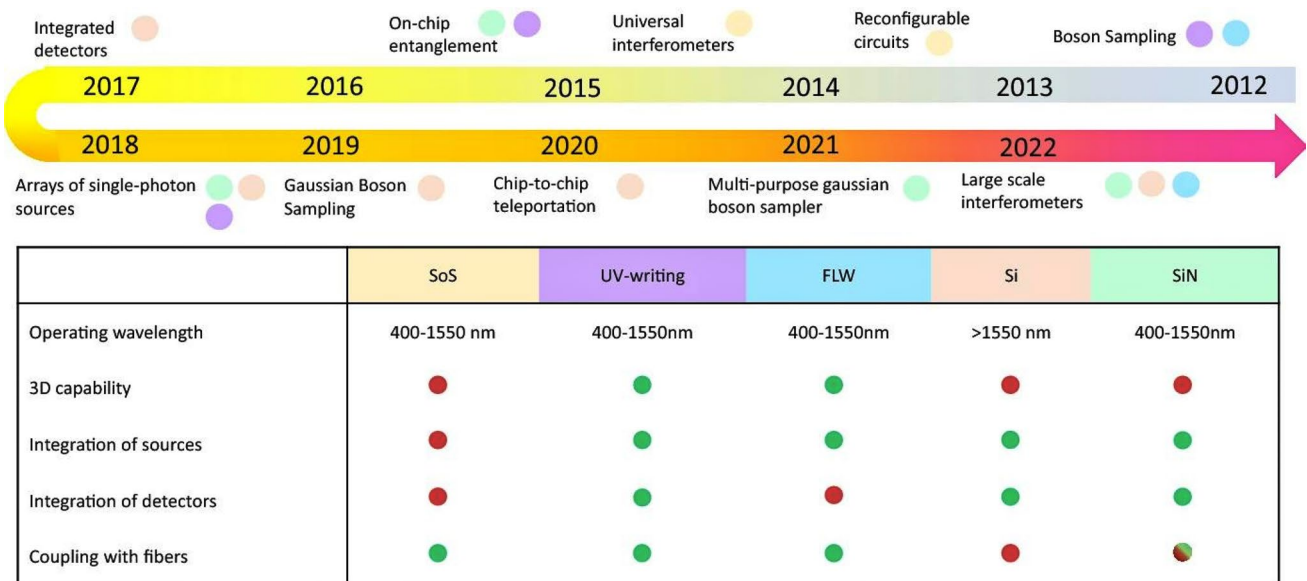 Integrated
detectors
On-chip
entanglement
Universal
interferometers
Reconfigurable
circuits
Boson Sampling
2017 2016 2015 2014 2013 2012
2018 2019 2020 2021 2022
Arrays of single-photon
sources
Gaussian Boson
Sampling
Chip-to-chip
teleportation
Multi-purpose gaussian
boson sampler
Large scale
interferometers
SoS UV-writing FLW Si SiN
Operating wavelength 400-1550 nm 400-1550nm 400-1550nm >1550 nm 400-1550nm
3D capability
Integration of sources
Integration of detectors
Coupling with fibers